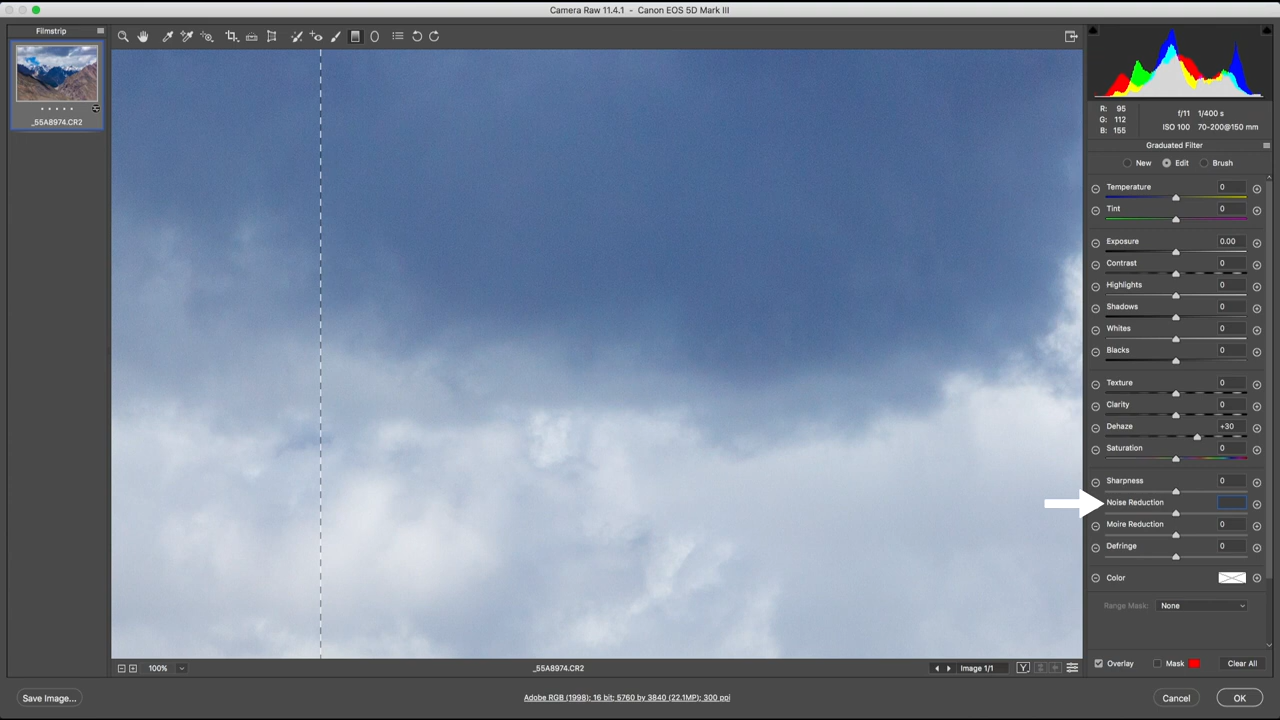 Camera Raw 11.4.1 - Canon EOS 5D Mark III
Filmstrip
_55A8974.CR2
R: 95
G: 112
B: 155
f/11 1/400 s
ISO 100 70-200@150 mm
Graduated Filter
New Edit Brush
Temperature 0
Tint 0
Exposure 0.00
Contrast 0
Highlights 0
Shadows 0
Whites 0
Blacks 0
Texture 0
Clarity 0
Dehaze +30
Saturation 0
Sharpness 0
Noise Reduction
Moire Reduction 0
Defringe 0
Color
Range Mask: None
100% _55A8974.CR2 Image 1/1 Y
Overlay Mask Clear All
Save Image... Adobe RGB (1998); 16 bit; 5760 by 3840 (22.1MP); 300 ppi Cancel OK